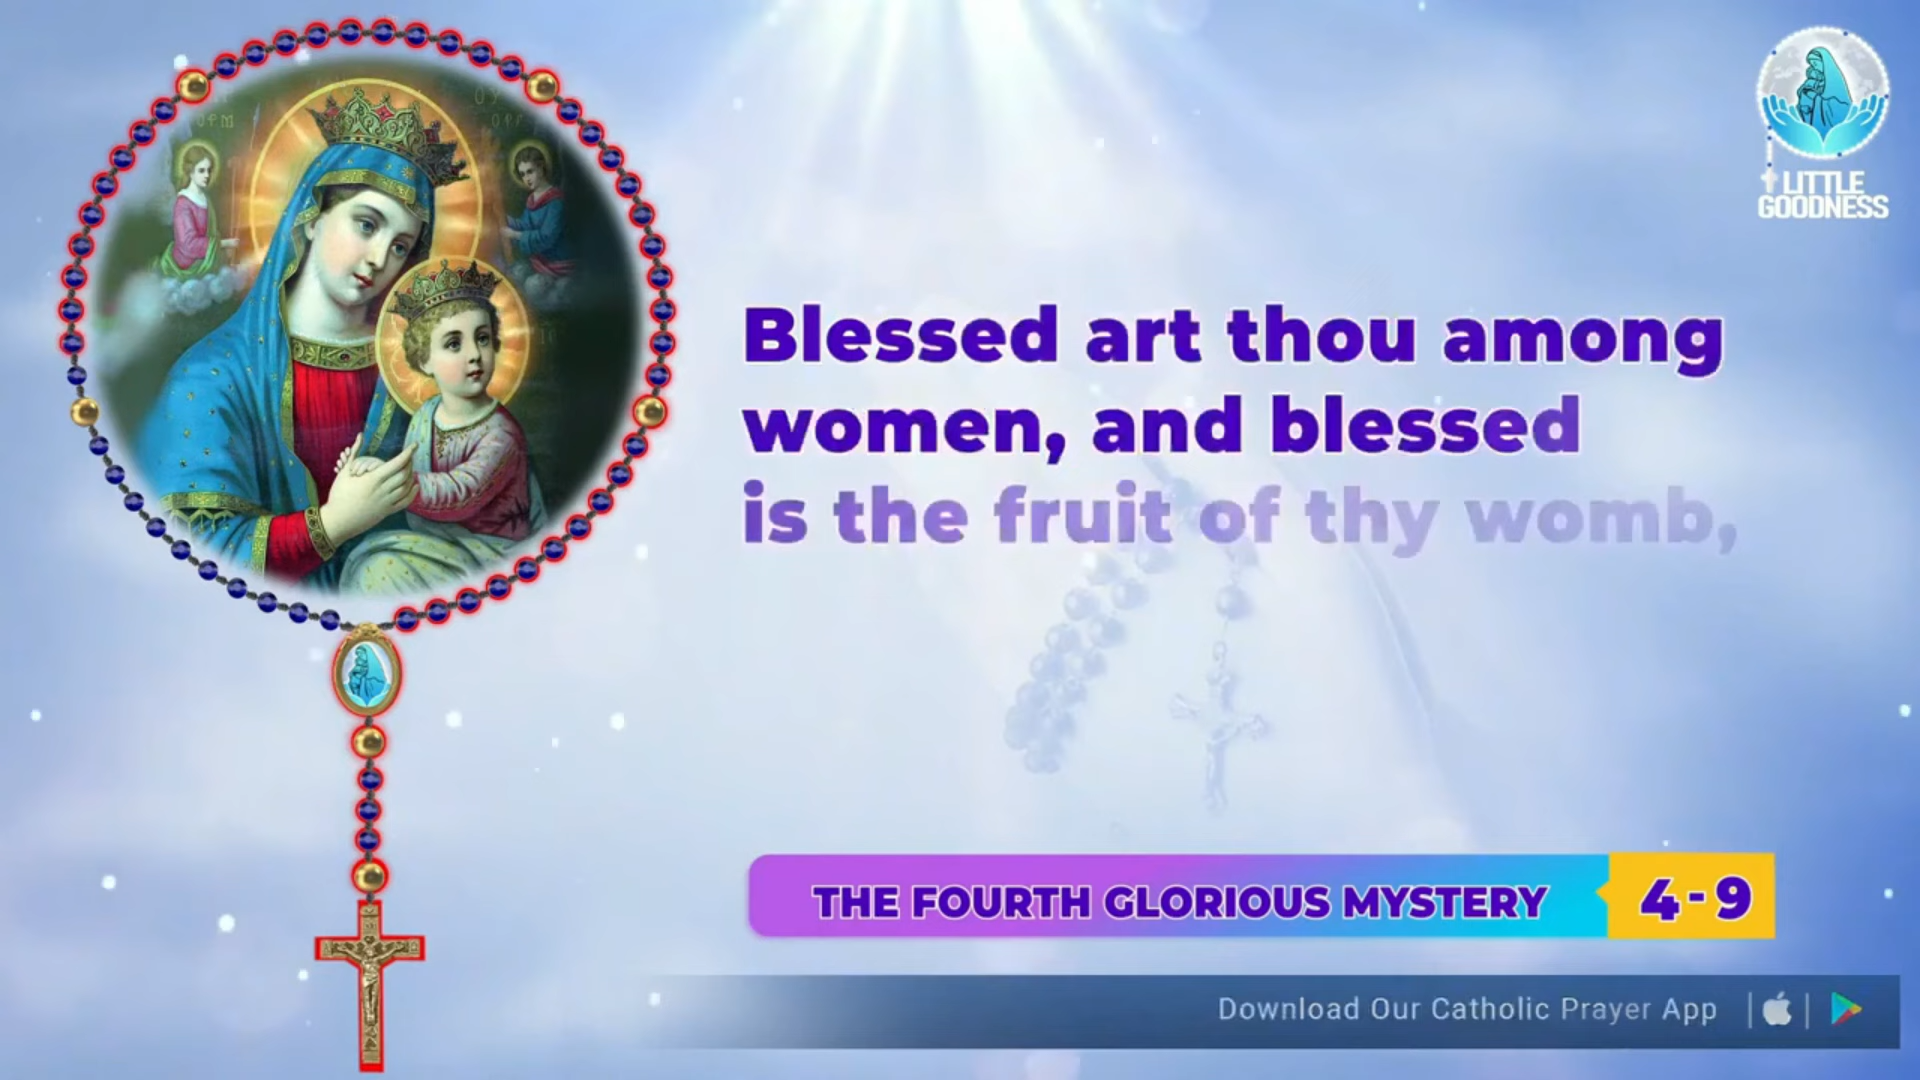 LITTLE
GOODNESS
Blessed art thou among
women, and blessed
is the fruit of thy womb,
THE FOURTH GLORIOUS MYSTERY 4-9
Download Our Catholic Prayer App